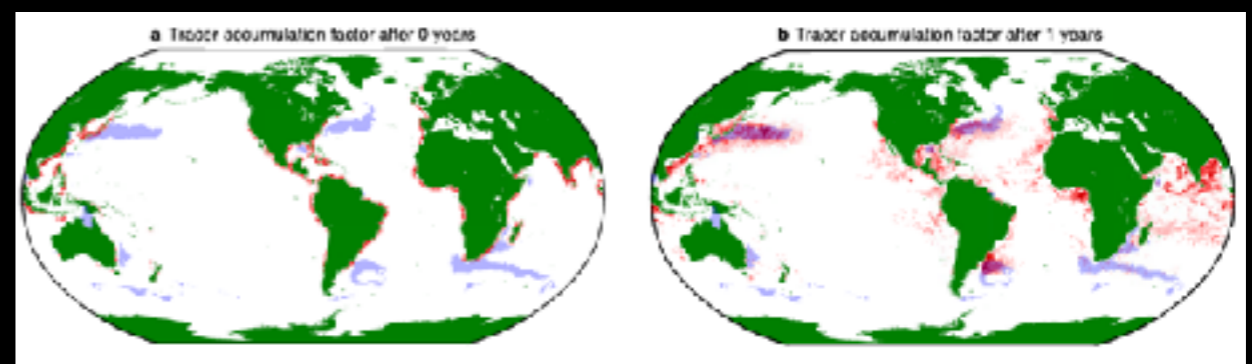 a Tracer accumulation factor after 0 years
b Tracer accumulation factor after 1 years